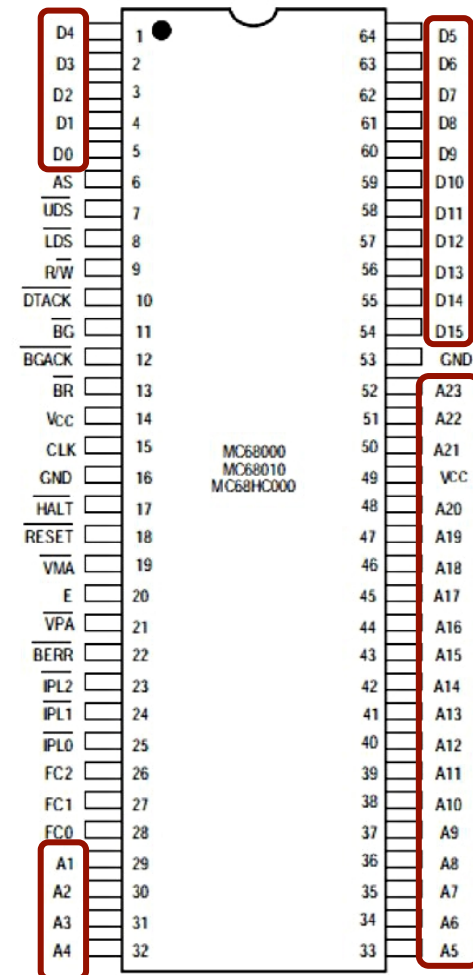 D4 1 64 D5
D3 2 63 D6
D2 3 62 D7
D1 4 61 D8
D0 5 60 D9
AS 6 59 D10
UDS 7 58 D11
LDS 8 57 D12
R/W 9 56 D13
DTACK 10 55 D14
BG 11 54 D15
BGACK 12 53 GND
BR 13 52 A23
VCC 14 51 A22
CLK 15 50 A21
GND 16 49 VCC
HALT 17 48 A20
RESET 18 47 A19
VMA 19 46 A18
E 20 45 A17
VPA 21 44 A16
BERR 22 43 A15
IPL2 23 42 A14
IPL1 24 41 A13
IPL0 25 40 A12
FC2 26 39 A11
FC1 27 38 A10
FC0 28 37 A9
A1 29 36 A8
A2 30 35 A7
A3 31 34 A6
A4 32 33 A5
MC68000
MC68010
MC68HC000